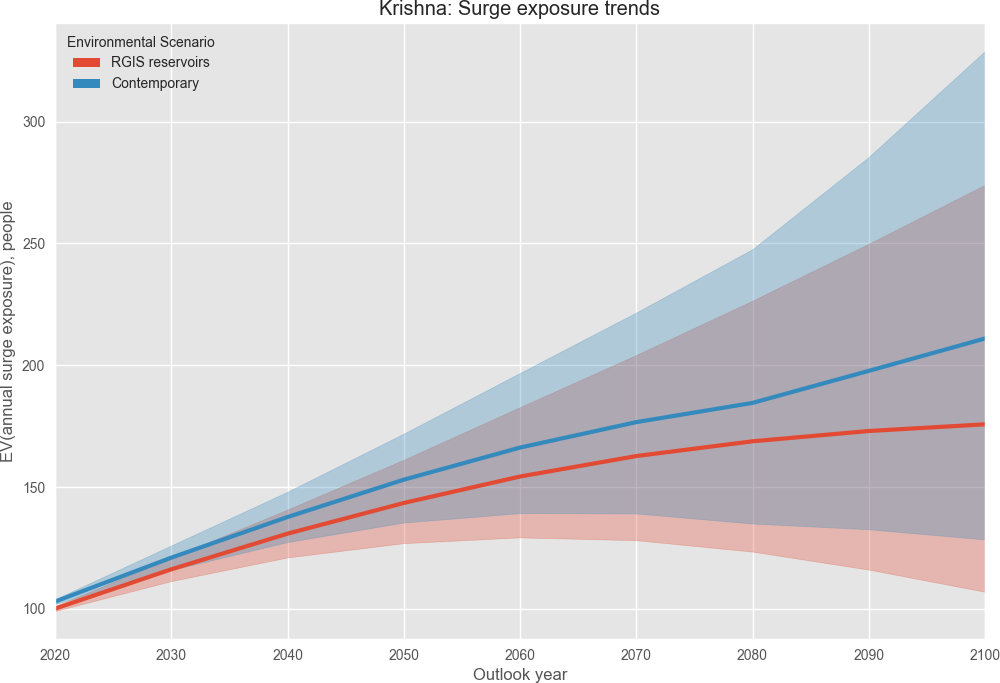 Krishna: Surge exposure trends
Environmental Scenario
RGIS reservoirs
Contemporary
EV(annual surge exposure), people
300
250
200
150
100
2020 2030 2040 2050 2060 2070 2080 2090 2100
Outlook year